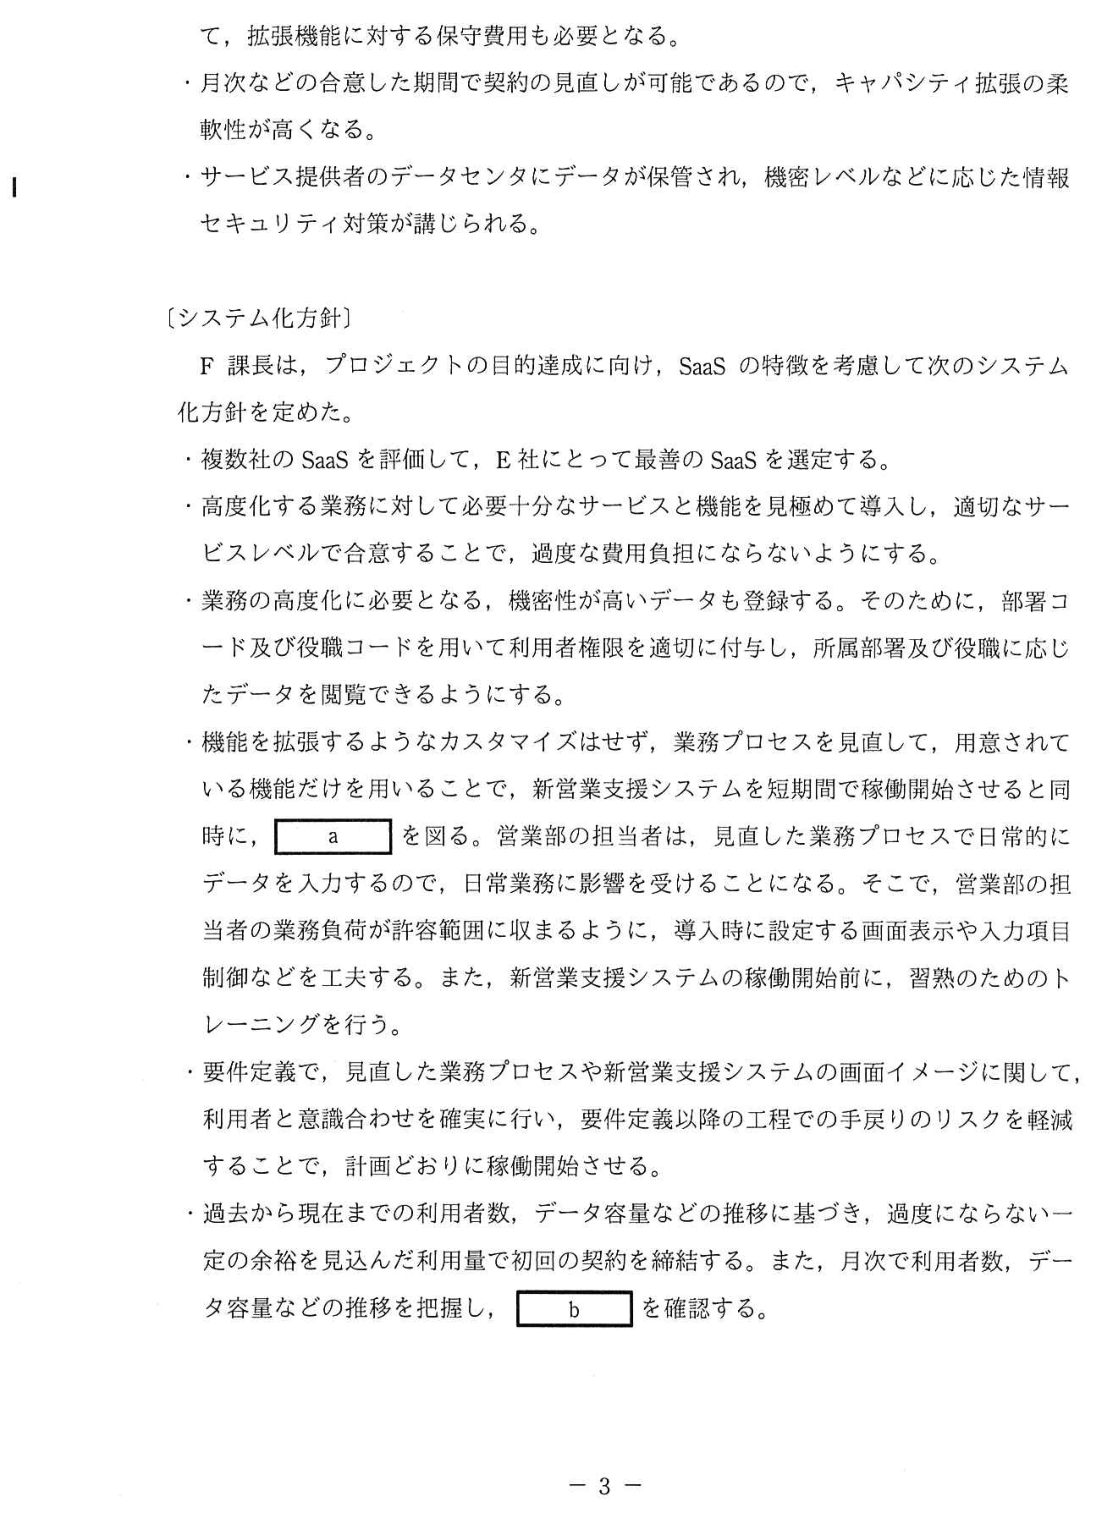 て，拡張機能に対する保守費用も必要となる。
・月次などの合意した期間で契約の見直しが可能であるので，キャパシティ拡張の柔
軟性が高くなる。
・サービス提供者のデータセンタにデータが保管され，機密レベルなどに応じた情報
セキュリティ対策が講じられる。
〔システム化方針〕
F 課長は，プロジェクトの目的達成に向け，SaaS の特徴を考慮して次のシステム
化方針を定めた。
・複数社の SaaS を評価して，E 社にとって最善の SaaS を選定する。
・高度化する業務に対して必要十分なサービスと機能を見極めて導入し，適切なサー
ビスレベルで合意することで，過度な費用負担にならないようにする。
・業務の高度化に必要となる，機密性が高いデータも登録する。そのために，部署コ
ード及び役職コードを用いて利用者権限を適切に付与し，所属部署及び役職に応じ
たデータを閲覧できるようにする。
・機能を拡張するようなカスタマイズはせず，業務プロセスを見直して，用意されて
いる機能だけを用いることで，新営業支援システムを短期間で稼働開始させると同
時に， a を図る。営業部の担当者は，見直した業務プロセスで日常的に
データを入力するので，日常業務に影響を受けることになる。そこで，営業部の担
当者の業務負荷が許容範囲に収まるように，導入時に設定する画面表示や入力項目
制御などを工夫する。また，新営業支援システムの稼働開始前に，習熟のためのト
レーニングを行う。
・要件定義で，見直した業務プロセスや新営業支援システムの画面イメージに関して，
利用者と意識合わせを確実に行い，要件定義以降の工程での手戻りのリスクを軽減
することで，計画どおりに稼働開始させる。
・過去から現在までの利用者数，データ容量などの推移に基づき，過度にならない一
定の余裕を見込んだ利用量で初回の契約を締結する。また，月次で利用者数，デー
タ容量などの推移を把握し， b を確認する。
－ 3 －